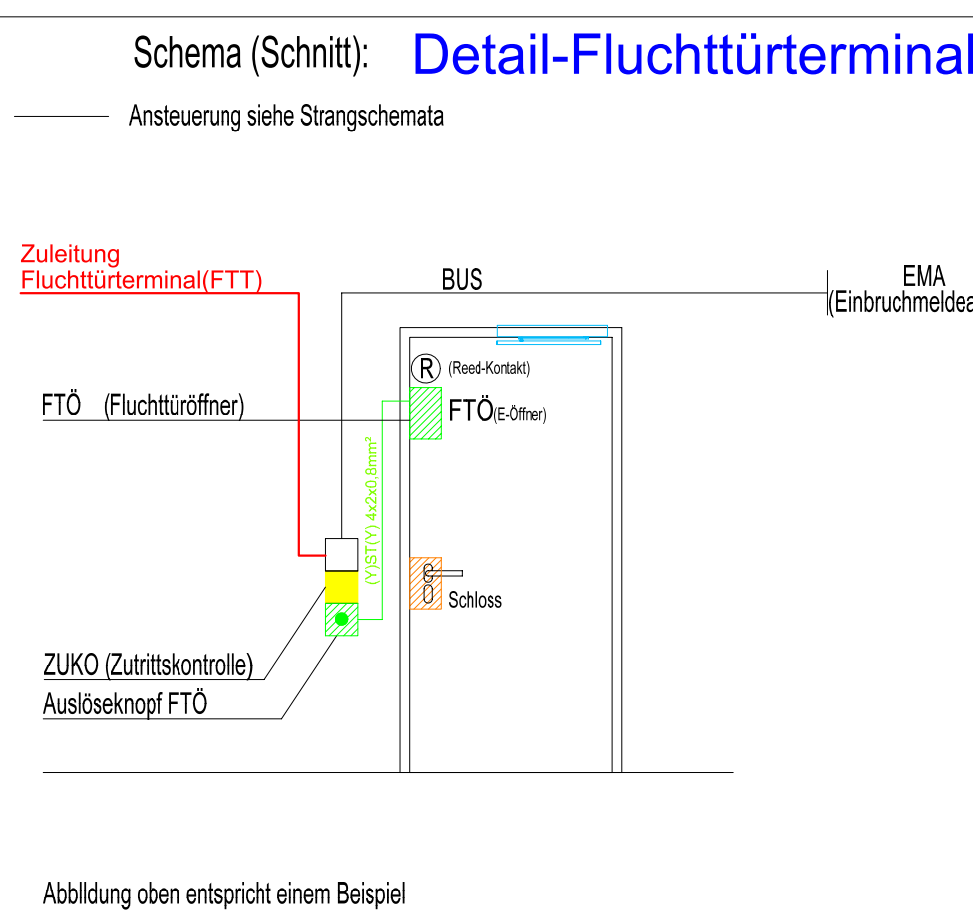 Schema (Schnitt): Detail-Fluchttürterminal
Ansteuerung siehe Strangschemata
Zuleitung
Fluchttürterminal(FTT)
BUS
EMA
(Einbruchmeldea
R (Reed-Kontakt)
FTÖ (Fluchttüröffner)
FTÖ(E-Öffner)
(Y)ST(Y) 4x2x0,8mm²
Schloss
ZUKO (Zutrittskontrolle)
Auslöseknopf FTÖ
Abblldung oben entspricht einem Beispiel